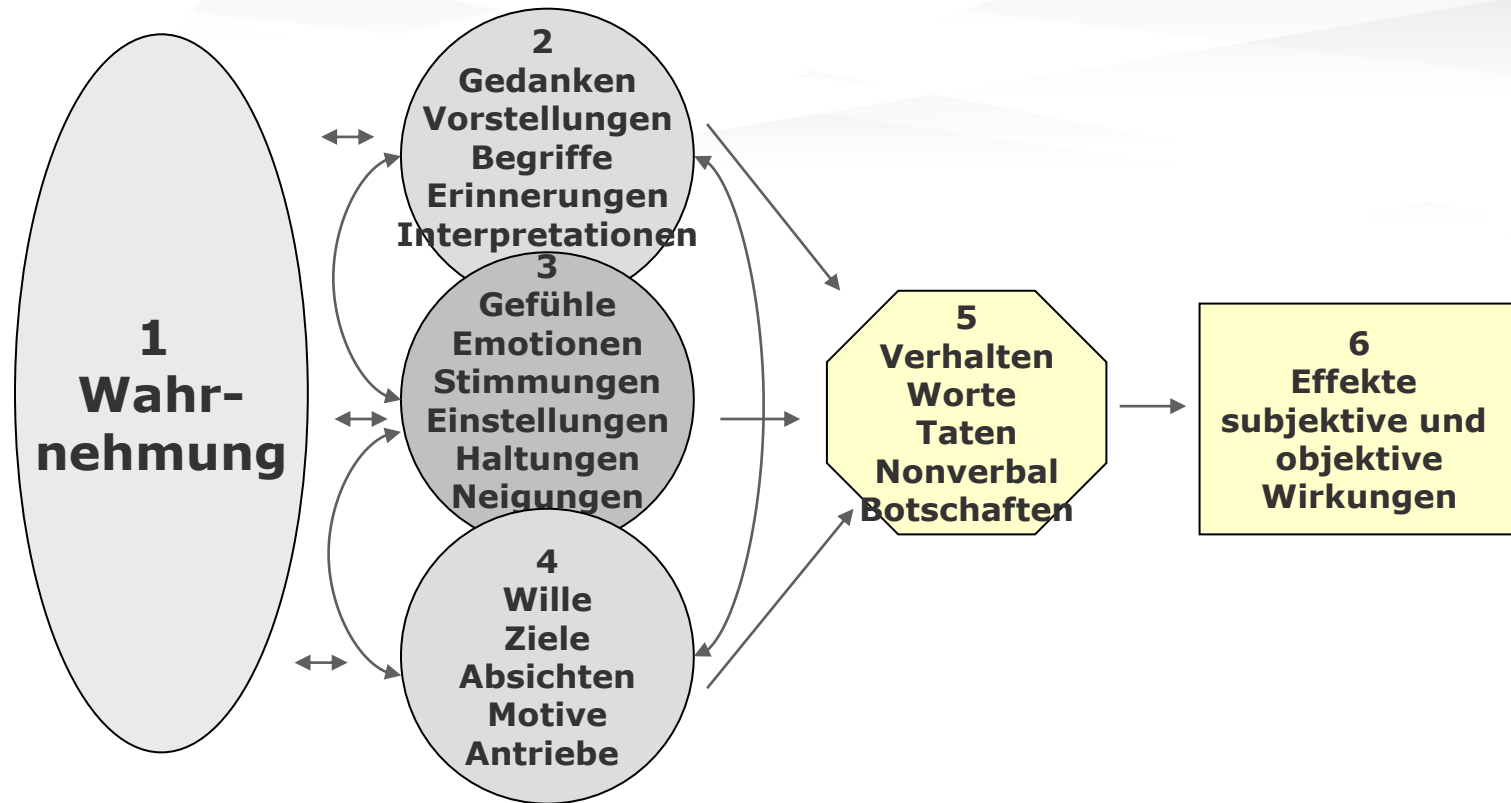 1
Wahr-
nehmung
2
Gedanken
Vorstellungen
Begriffe
Erinnerungen
Interpretationen
3
Gefühle
Emotionen
Stimmungen
Einstellungen
Haltungen
Neigungen
4
Wille
Ziele
Absichten
Motive
Antriebe
5
Verhalten
Worte
Taten
Nonverbal
Botschaften
6
Effekte
subjektive und
objektive
Wirkungen